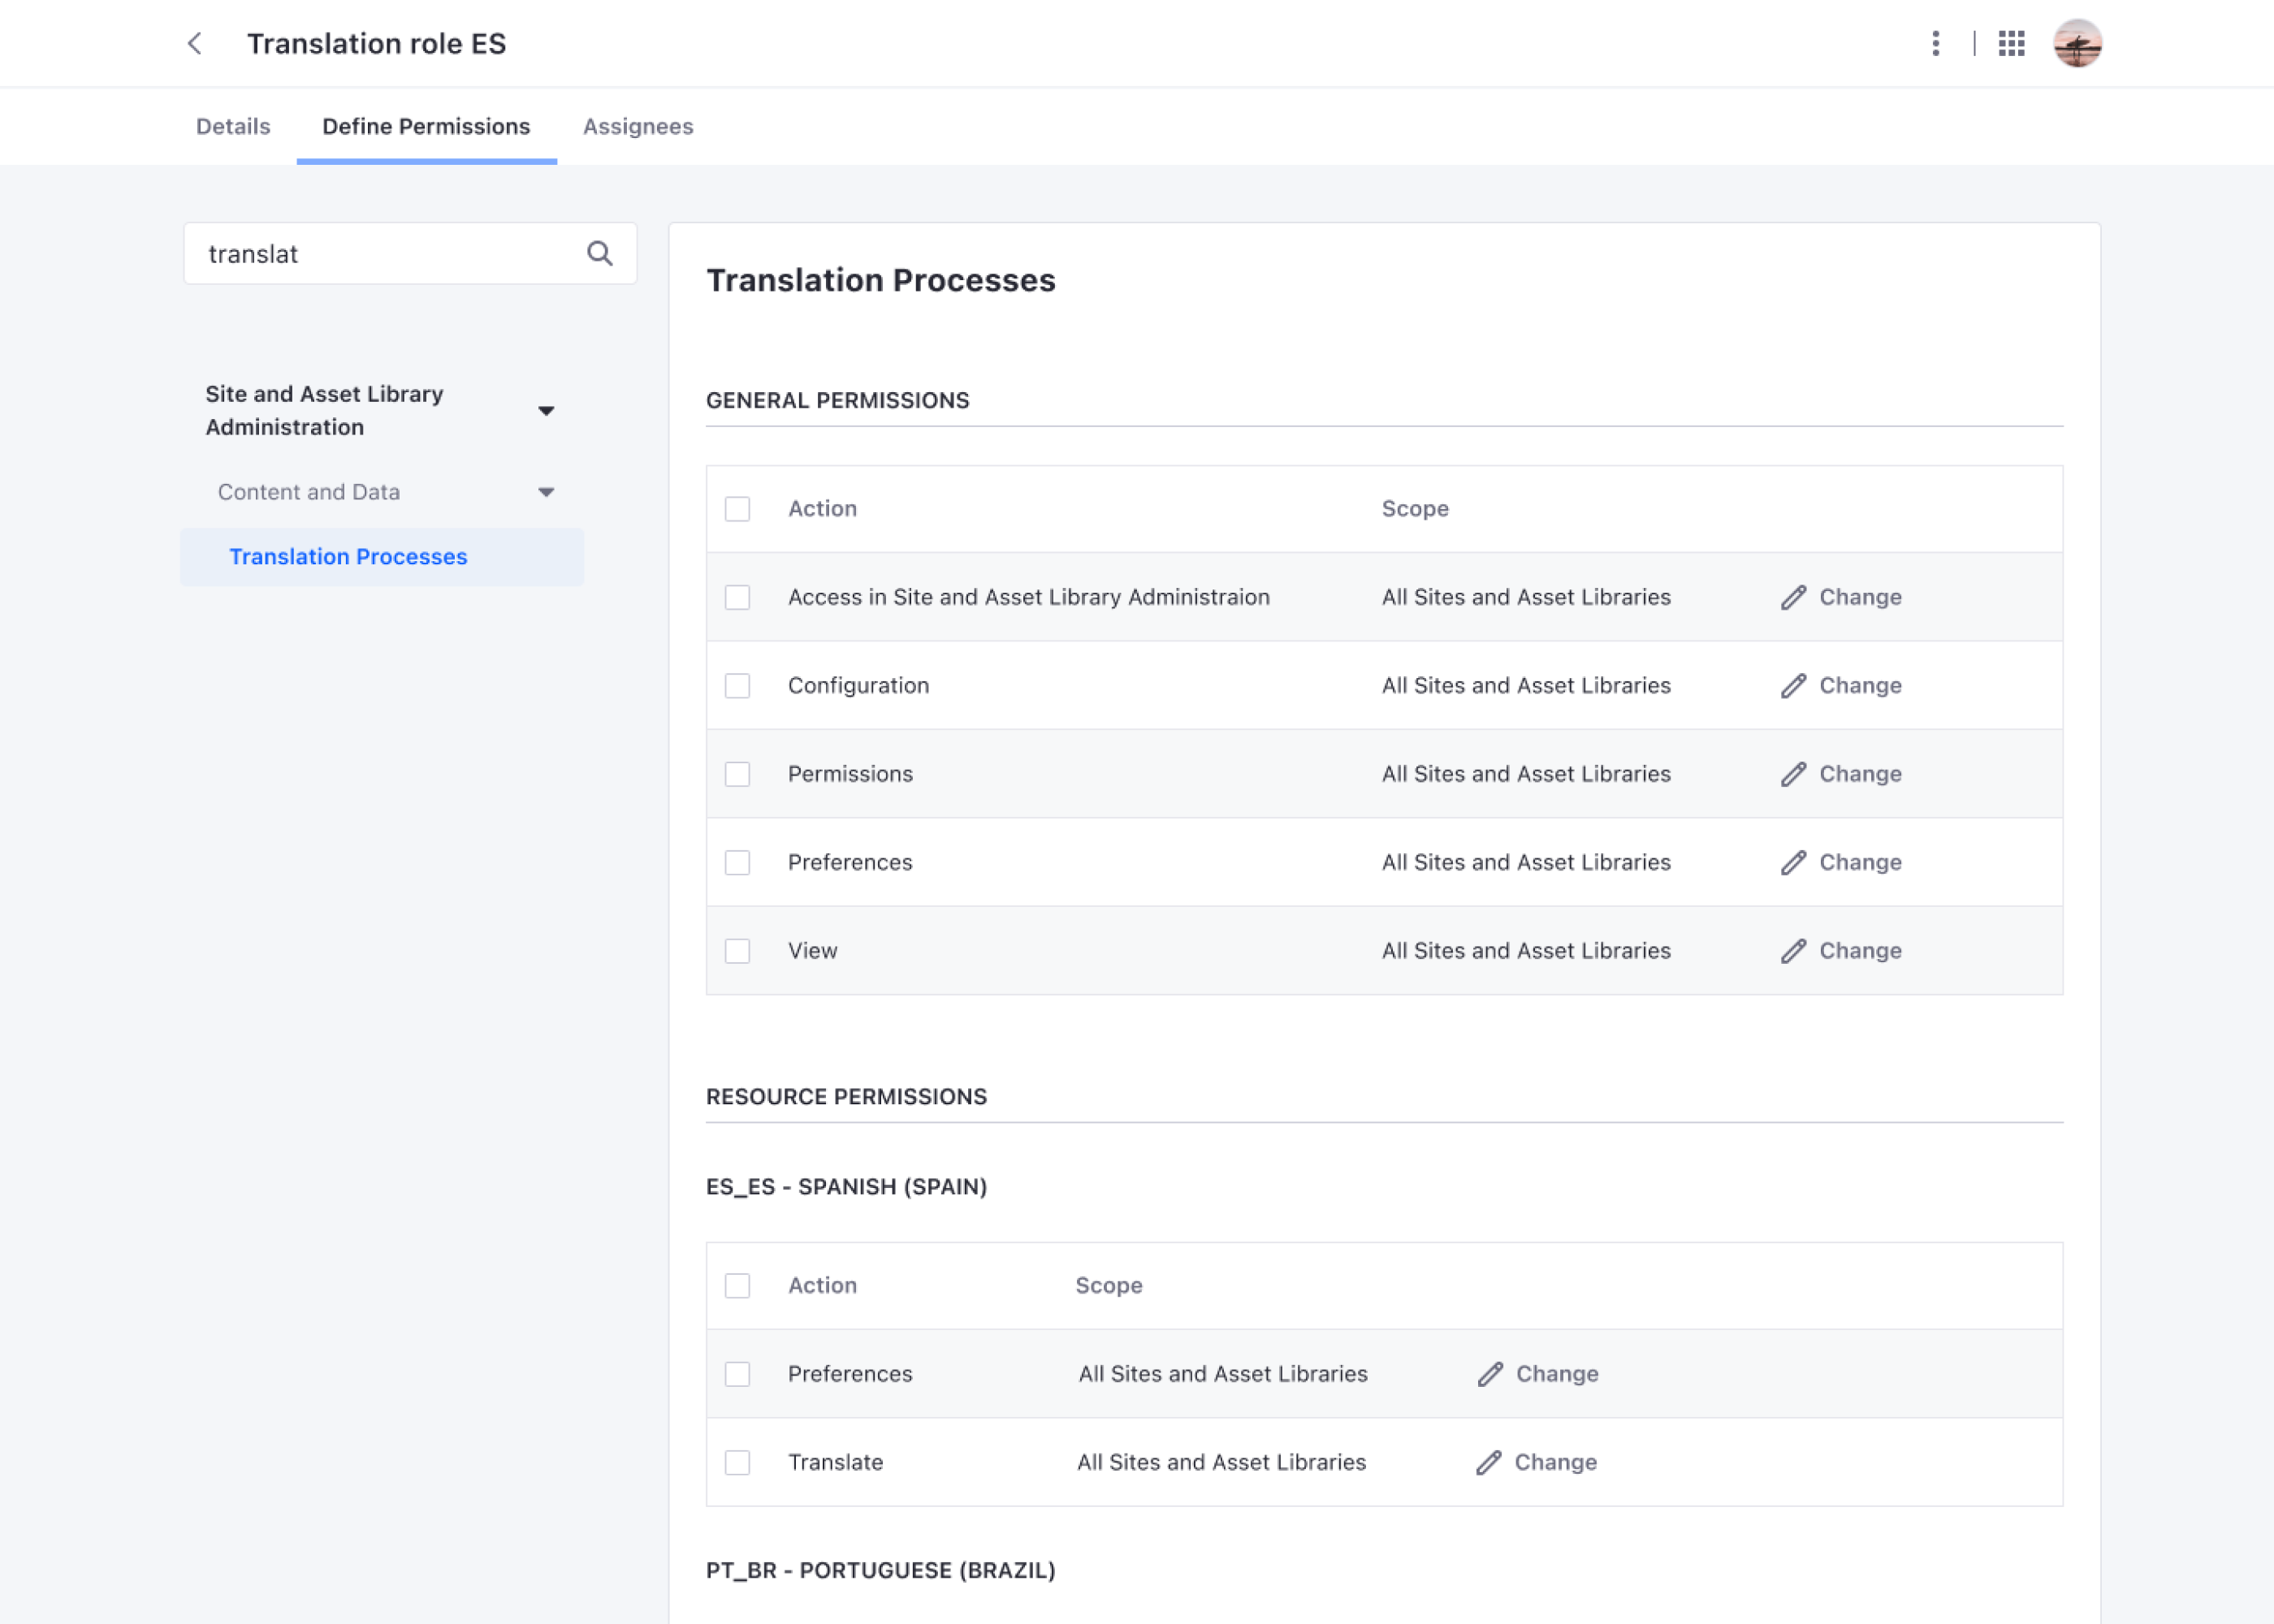 Translation role ES
Details Define Permissions Assignees
translat
Site and Asset Library
Administration
Content and Data
Translation Processes
Translation Processes
GENERAL PERMISSIONS
Action Scope
Access in Site and Asset Library Administraion All Sites and Asset Libraries Change
Configuration All Sites and Asset Libraries Change
Permissions All Sites and Asset Libraries Change
Preferences All Sites and Asset Libraries Change
View All Sites and Asset Libraries Change
RESOURCE PERMISSIONS
ES_ES - SPANISH (SPAIN)
Action Scope
Preferences All Sites and Asset Libraries Change
Translate All Sites and Asset Libraries Change
PT_BR - PORTUGUESE (BRAZIL)